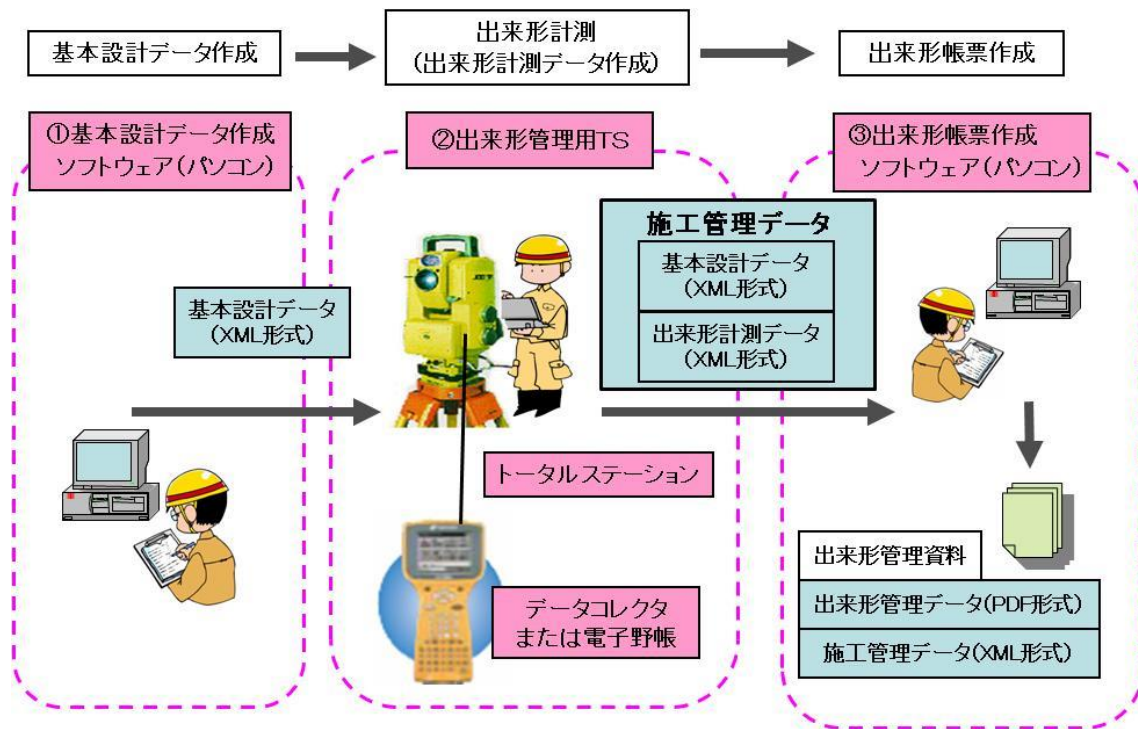 基本設計データ作成
出来形計測
(出来形計測データ作成)
出来形帳票作成
①基本設計データ作成
ソフトウェア(パソコン)
②出来形管理用TS
③出来形帳票作成
ソフトウェア(パソコン)
基本設計データ
(XML形式)
施工管理データ
基本設計データ
(XML形式)
出来形計測データ
(XML形式)
トータルステーション
データコレクタ
または電子野帳
出来形管理資料
出来形管理データ(PDF形式)
施工管理データ(XML形式)